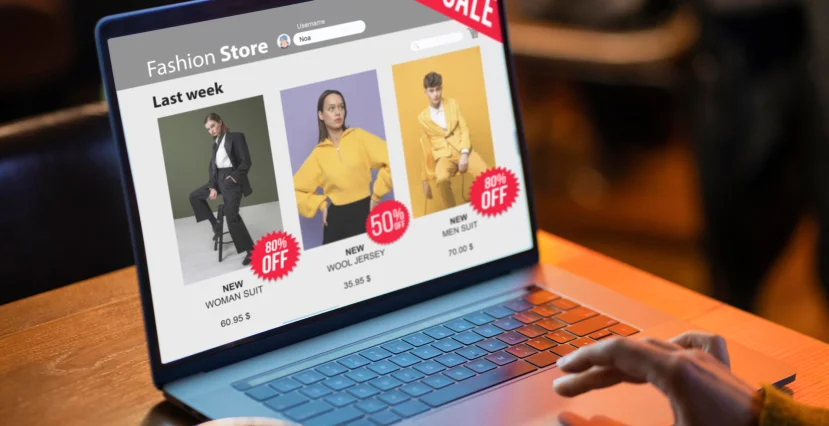 SALE
Username
Fashion Store
Noa
Last week
80%
OFF
50%
OFF
80%
OFF
NEW
WOMAN SUIT
60.95 $
NEW
WOOL JERSEY
35.95 $
NEW
MEN SUIT
70.00 $